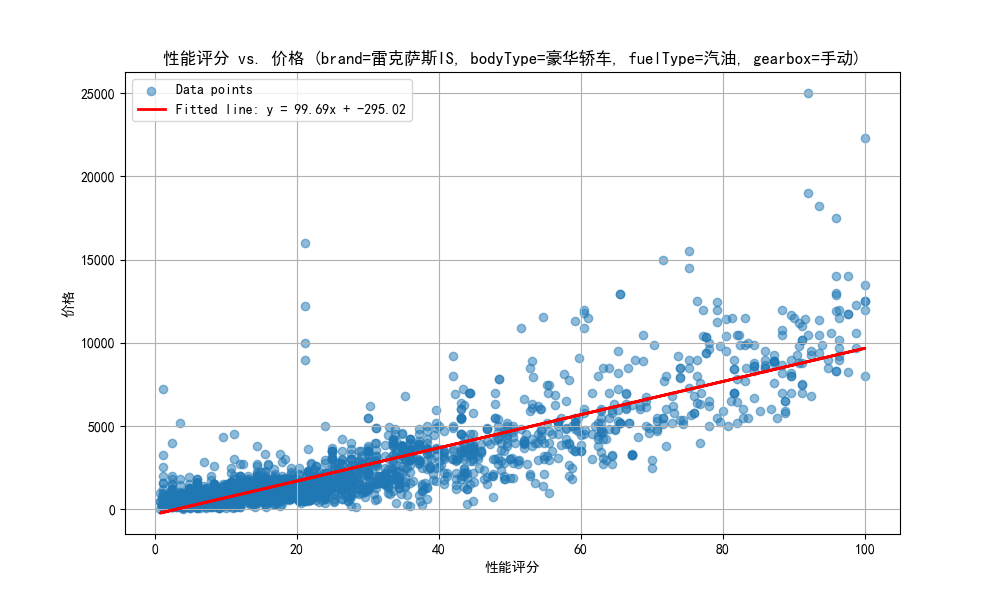 性能评分 vs. 价格 (brand=雷克萨斯IS, bodyType=豪华轿车, fuelType=汽油, gearbox=手动)
Data points
Fitted line: y = 99.69x + -295.02
25000
20000
15000
10000
5000
0
价格
0 20 40 60 80 100
性能评分